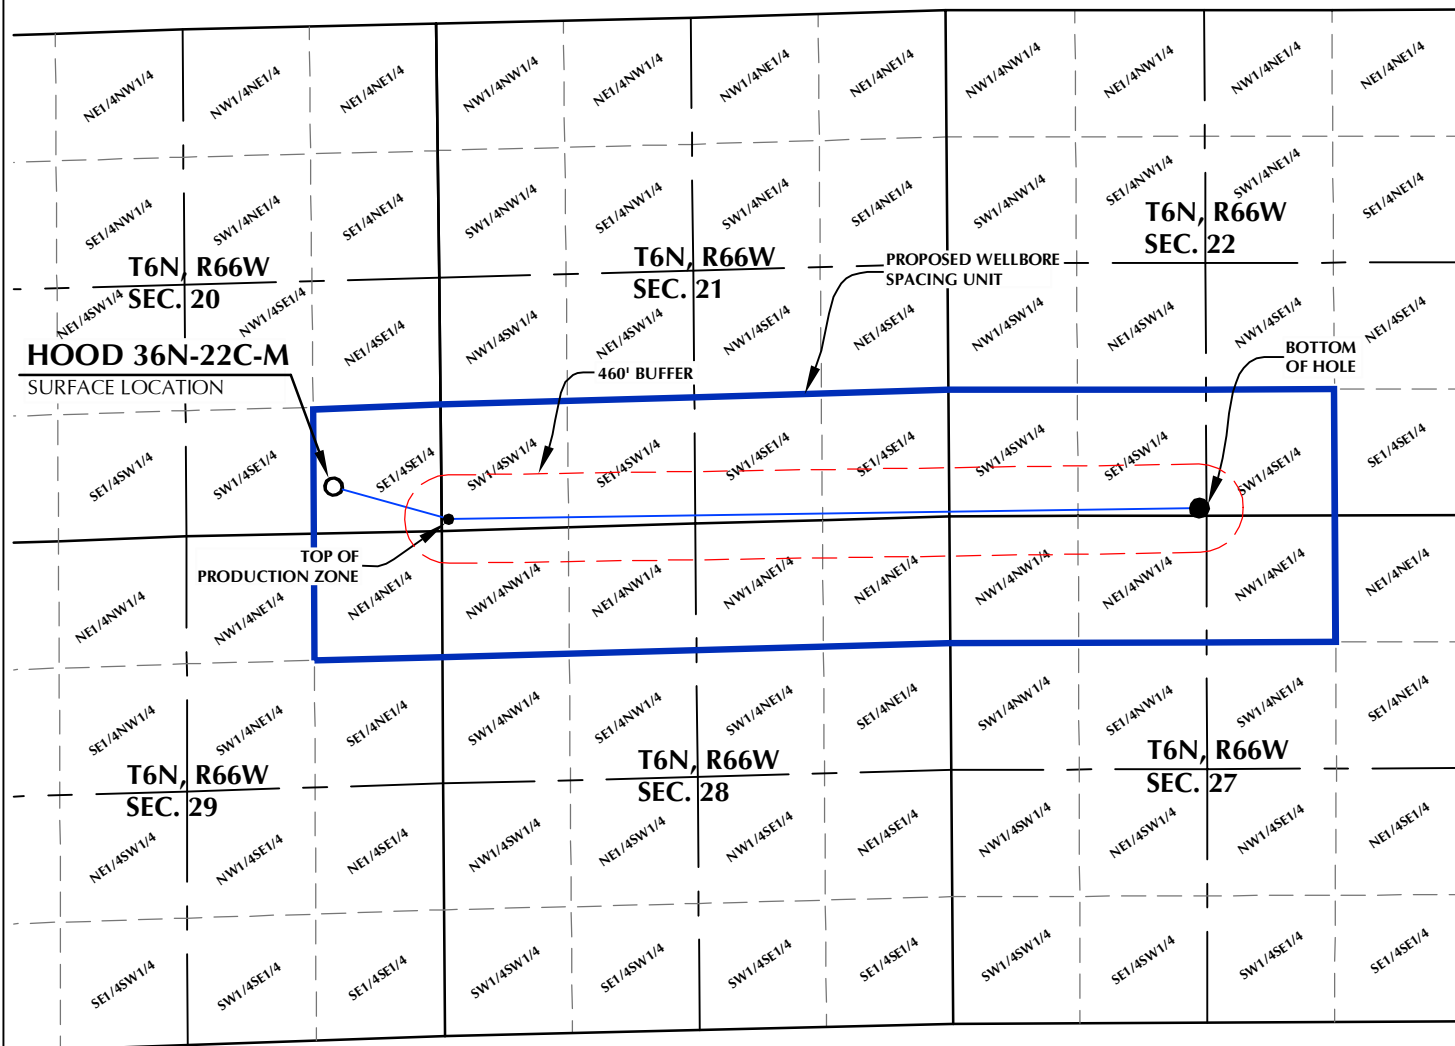 NE1/4NW1/4 NW1/4NE1/4 NE1/4NE1/4 NW1/4NW1/4 NE1/4NW1/4 NW1/4NE1/4 NE1/4NE1/4 NW1/4NW1/4 NE1/4NW1/4 NW1/4NE1/4 NE1/4NE1/4
SE1/4NW1/4 SW1/4NE1/4 SE1/4NE1/4 SW1/4NW1/4 SE1/4NW1/4 SW1/4NE1/4 SE1/4NE1/4 SW1/4NW1/4 SE1/4NW1/4 SW1/4NE1/4 SE1/4NE1/4
T6N, R66W
SEC. 20
T6N, R66W
SEC. 21
T6N, R66W
SEC. 22
PROPOSED WELLBORE
SPACING UNIT
NE1/4SW1/4 NW1/4SE1/4 NE1/4SE1/4 NW1/4SW1/4 NE1/4SW1/4 NW1/4SE1/4 NE1/4SE1/4 NW1/4SW1/4 NE1/4SW1/4 NW1/4SE1/4 NE1/4SE1/4
HOOD 36N-22C-M
SURFACE LOCATION
460' BUFFER
BOTTOM
OF HOLE
SE1/4SW1/4 SW1/4SE1/4 SE1/4SE1/4 SW1/4SW1/4 SE1/4SW1/4 SW1/4SE1/4 SE1/4SE1/4 SW1/4SW1/4 SE1/4SW1/4 SW1/4SE1/4 SE1/4SE1/4
TOP OF
PRODUCTION ZONE
NE1/4NW1/4 NW1/4NE1/4 NE1/4NE1/4 NW1/4NW1/4 NE1/4NW1/4 NW1/4NE1/4 NE1/4NE1/4 NW1/4NW1/4 NE1/4NW1/4 NW1/4NE1/4 NE1/4NE1/4
SE1/4NW1/4 SW1/4NE1/4 SE1/4NE1/4 SW1/4NW1/4 SE1/4NW1/4 SW1/4NE1/4 SE1/4NE1/4 SW1/4NW1/4 SE1/4NW1/4 SW1/4NE1/4 SE1/4NE1/4
T6N, R66W
SEC. 29
T6N, R66W
SEC. 28
T6N, R66W
SEC. 27
NE1/4SW1/4 NW1/4SE1/4 NE1/4SE1/4 NW1/4SW1/4 NE1/4SW1/4 NW1/4SE1/4 NE1/4SE1/4 NW1/4SW1/4 NE1/4SW1/4 NW1/4SE1/4 NE1/4SE1/4
SE1/4SW1/4 SW1/4SE1/4 SE1/4SE1/4 SW1/4SW1/4 SE1/4SW1/4 SW1/4SE1/4 SE1/4SE1/4 SW1/4SW1/4 SE1/4SW1/4 SW1/4SE1/4 SE1/4SE1/4